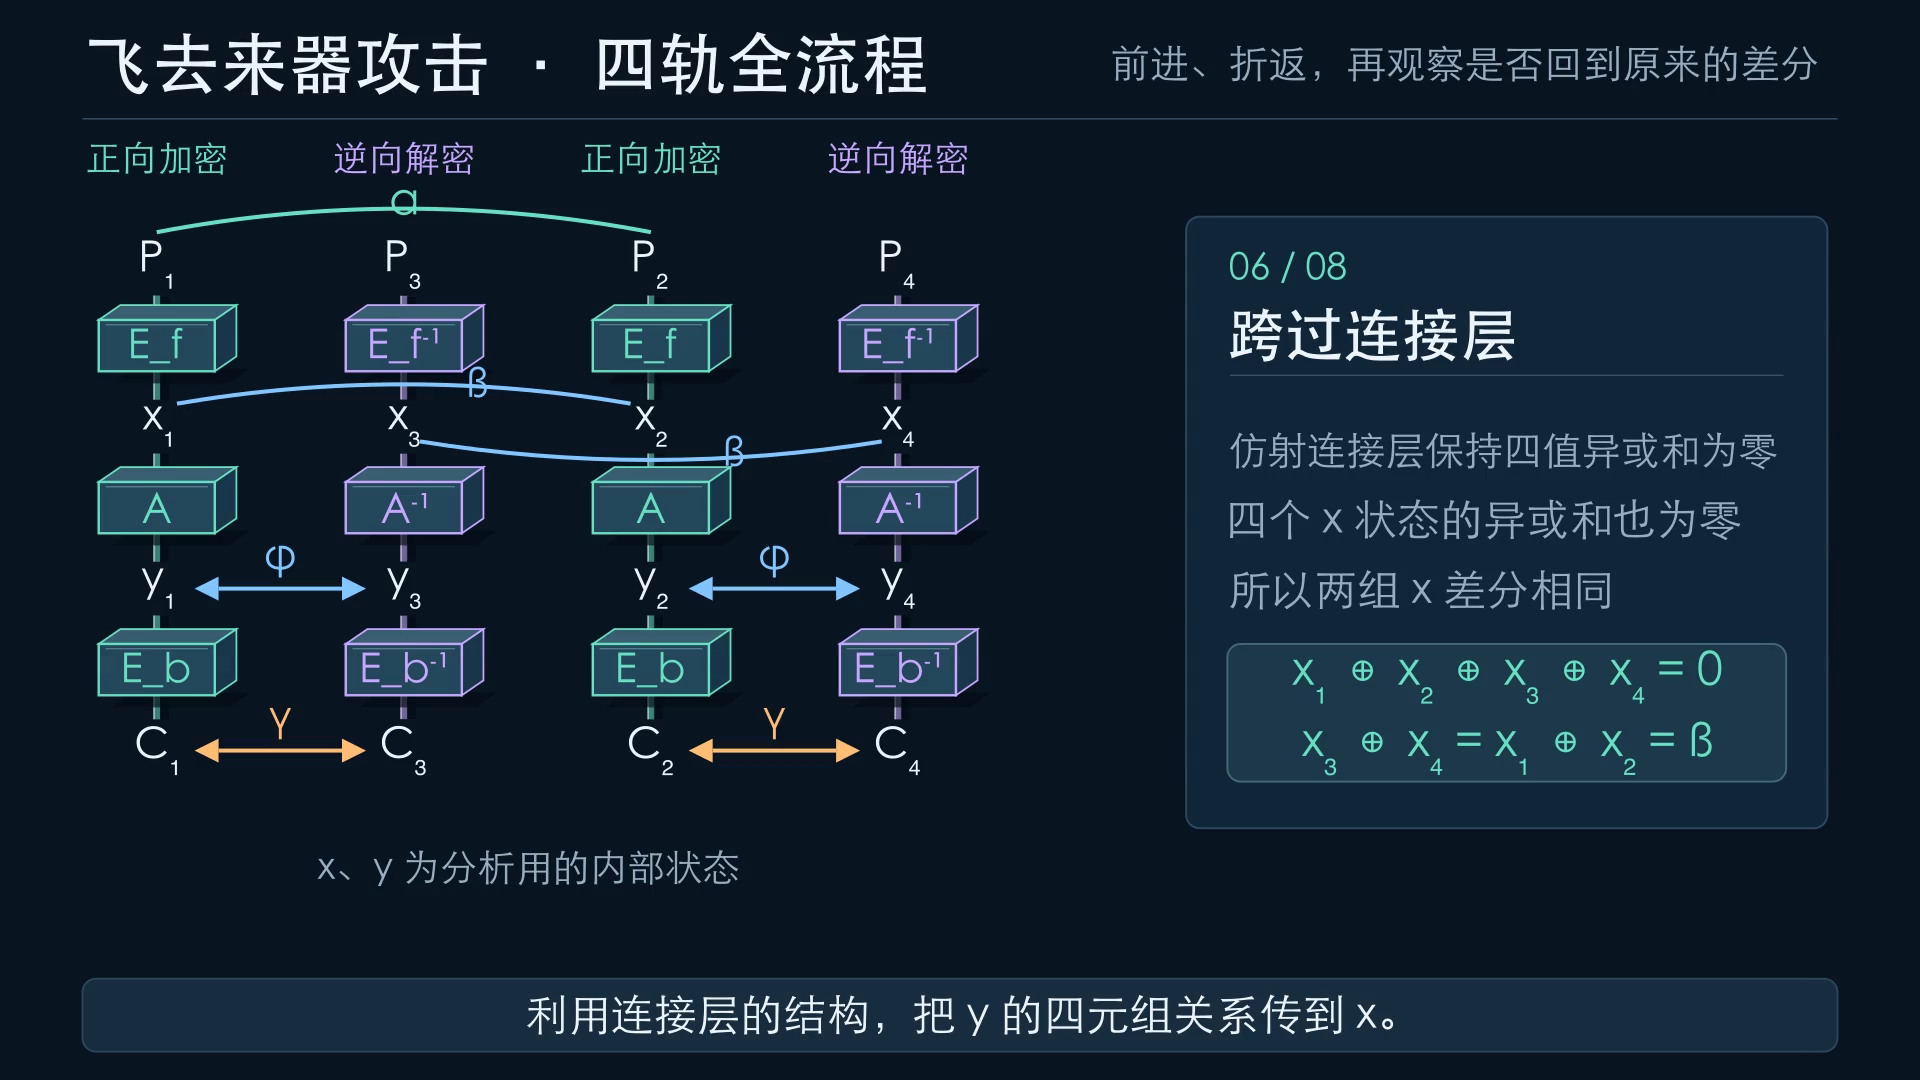 飞去来器攻击 · 四轨全流程
前进、折返，再观察是否回到原来的差分
正向加密 逆向解密 正向加密 逆向解密
α
P₁ P₃ P₂ P₄
E_f E_f⁻¹ E_f E_f⁻¹
β
x₁ x₃ x₂ x₄
β
A A⁻¹ A A⁻¹
φ φ
y₁ y₃ y₂ y₄
E_b E_b⁻¹ E_b E_b⁻¹
γ γ
C₁ C₃ C₂ C₄
x、y 为分析用的内部状态
06 / 08
跨过连接层
仿射连接层保持四值异或和为零
四个 x 状态的异或和也为零
所以两组 x 差分相同
x₁ ⊕ x₂ ⊕ x₃ ⊕ x₄ = 0
x₃ ⊕ x₄ = x₁ ⊕ x₂ = β
利用连接层的结构，把 y 的四元组关系传到 x。